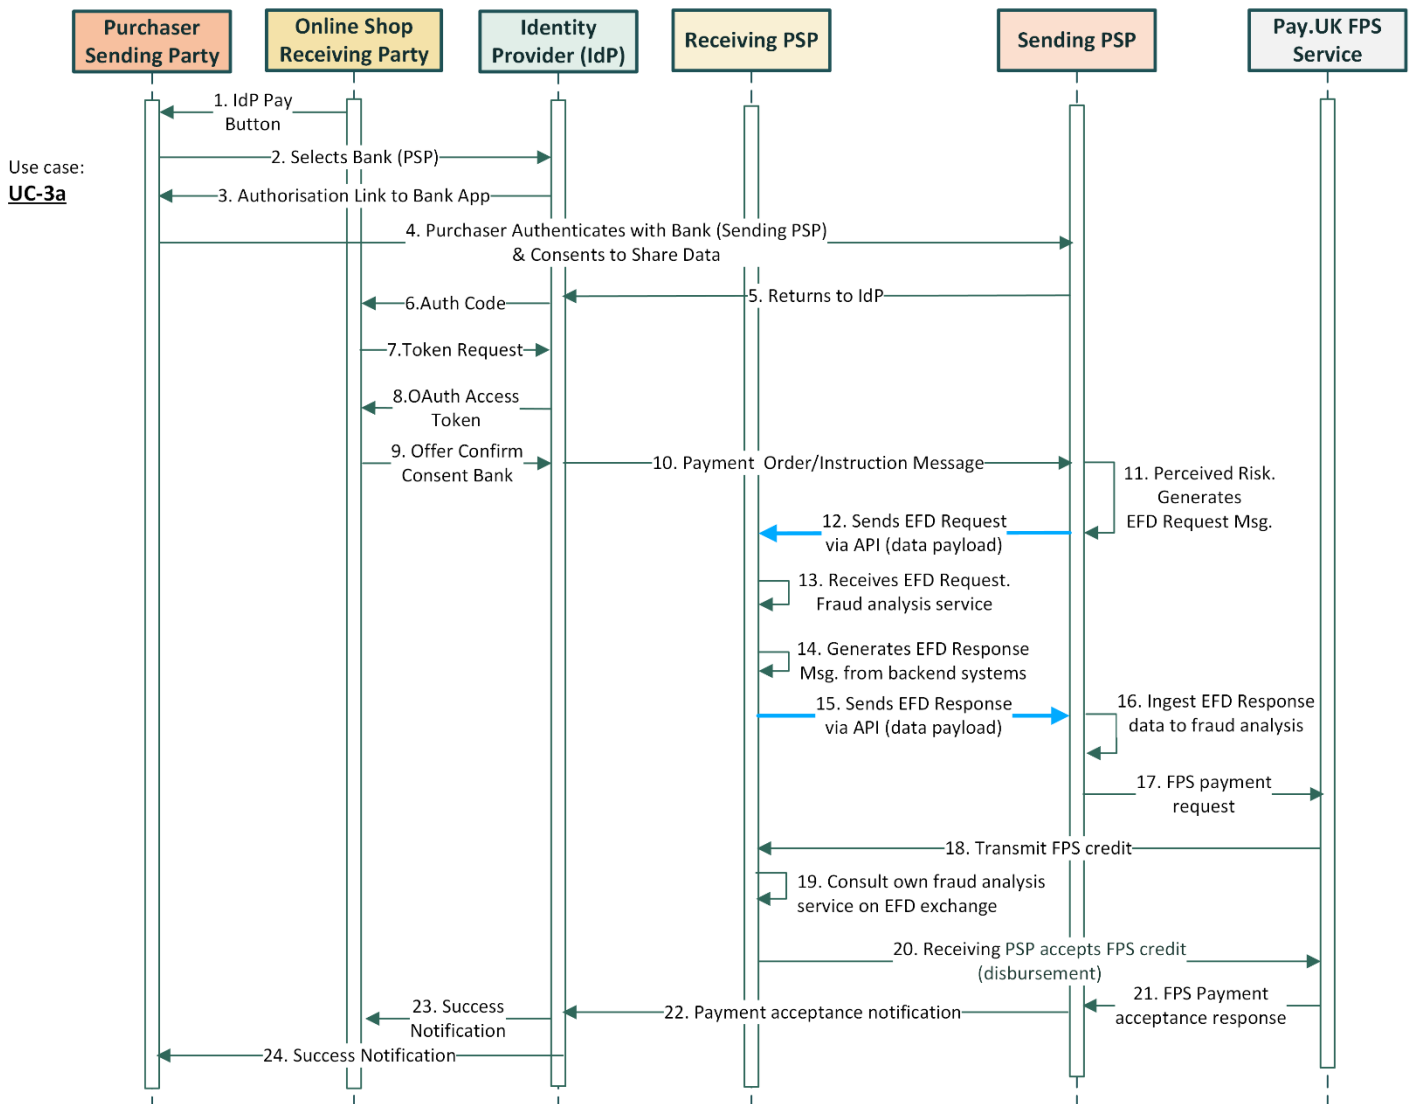 Purchaser
Sending Party
Online Shop
Receiving Party
Identity
Provider (IdP)
Receiving PSP
Sending PSP
Pay.UK FPS
Service
1. IdP Pay
Button
Use case:
UC-3a
2. Selects Bank (PSP)
3. Authorisation Link to Bank App
4. Purchaser Authenticates with Bank (Sending PSP)
& Consents to Share Data
5. Returns to IdP
6.Auth Code
7.Token Request
8.OAuth Access
Token
9. Offer Confirm
Consent Bank
10. Payment Order/Instruction Message
11. Perceived Risk.
Generates
EFD Request Msg.
12. Sends EFD Request
via API (data payload)
13. Receives EFD Request.
Fraud analysis service
14. Generates EFD Response
Msg. from backend systems
15. Sends EFD Response
via API (data payload)
16. Ingest EFD Response
data to fraud analysis
17. FPS payment
request
18. Transmit FPS credit
19. Consult own fraud analysis
service on EFD exchange
20. Receiving PSP accepts FPS credit
(disbursement)
21. FPS Payment
acceptance response
22. Payment acceptance notification
23. Success
Notification
24. Success Notification